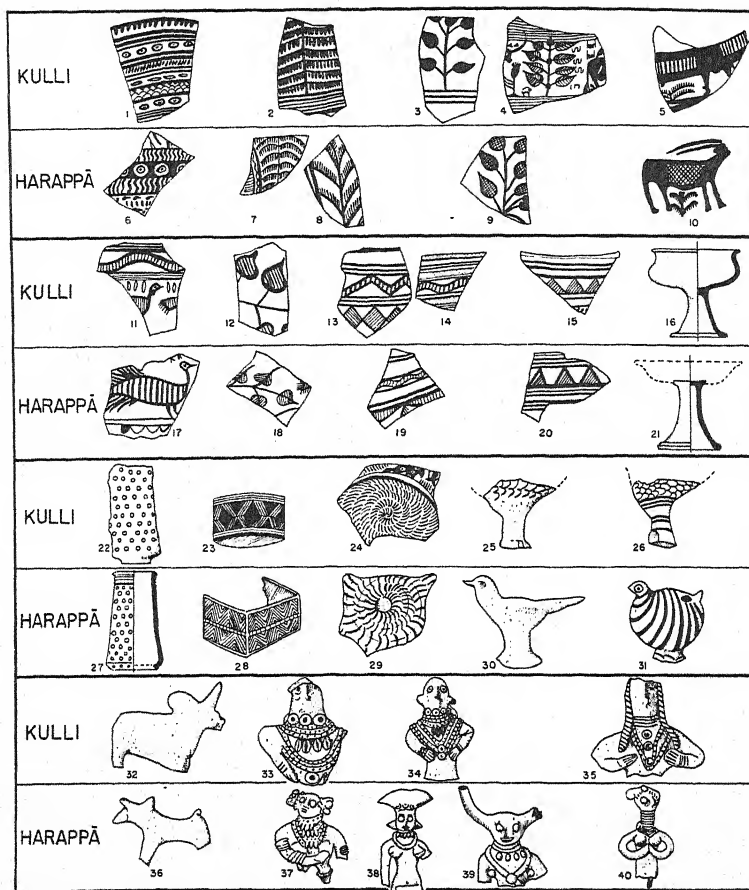 KULLI
1 2 3 4 5
HARAPPĀ
6 7 8 9 10
KULLI
11 12 13 14 15 16
HARAPPĀ
17 18 19 20 21
KULLI
22 23 24 25 26
HARAPPĀ
27 28 29 30 31
KULLI
32 33 34 35
HARAPPĀ
36 37 38 39 40